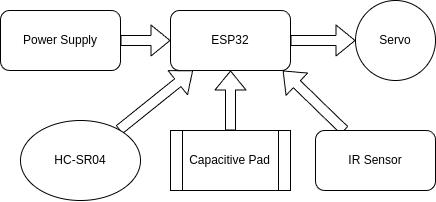 Power Supply
ESP32
Servo
HC-SR04
Capacitive Pad
IR Sensor